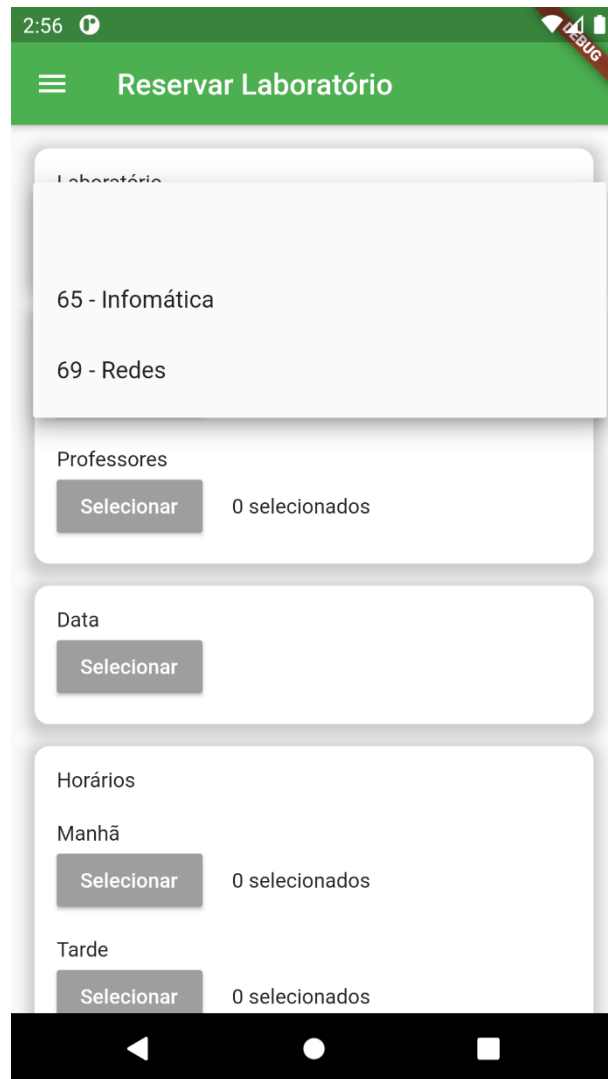 2:56
DEBUG
Reservar Laboratório
Laboratório
65 - Infomática
69 - Redes
Professores
Selecionar 0 selecionados
Data
Selecionar
Horários
Manhã
Selecionar 0 selecionados
Tarde
Selecionar 0 selecionados